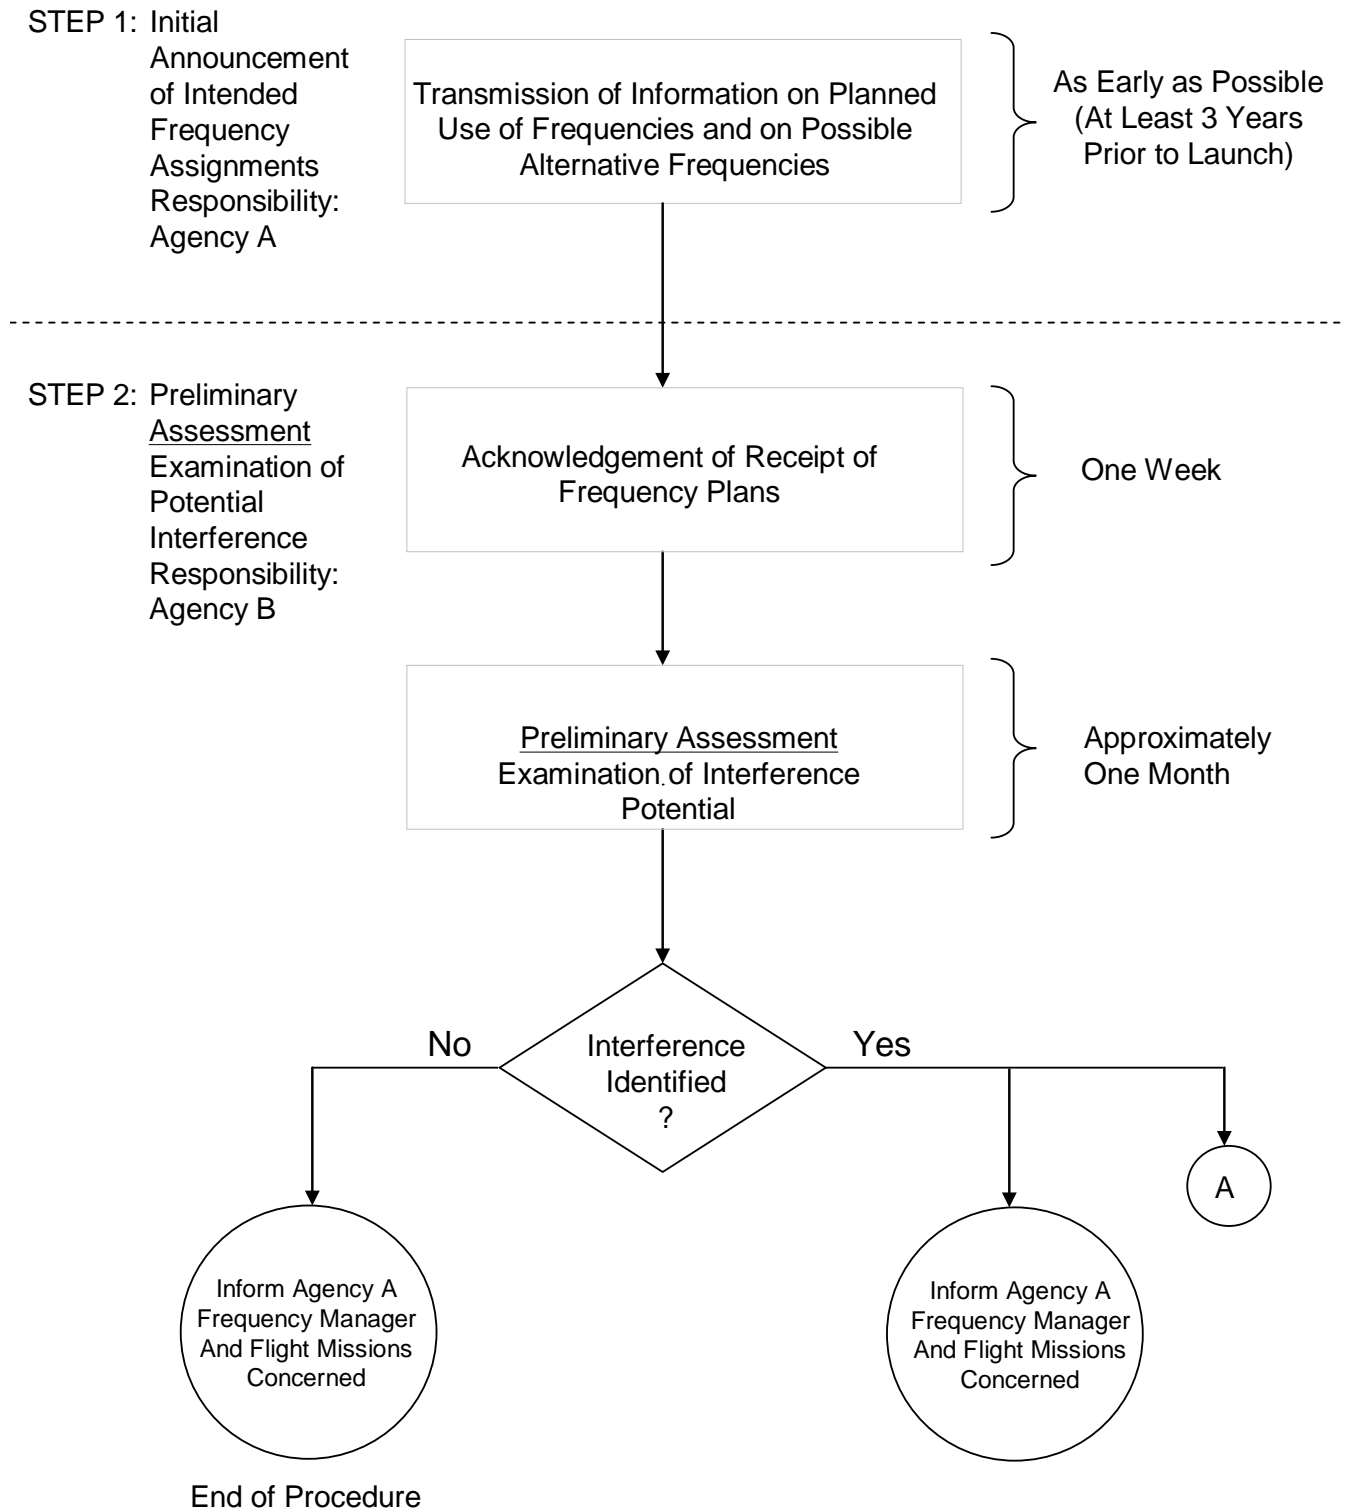 STEP 1: Initial
Announcement
of Intended
Frequency
Assignments
Responsibility:
Agency A
Transmission of Information on Planned
Use of Frequencies and on Possible
Alternative Frequencies
As Early as Possible
(At Least 3 Years
Prior to Launch)
STEP 2: Preliminary
Assessment
Examination of
Potential
Interference
Responsibility:
Agency B
Acknowledgement of Receipt of
Frequency Plans
One Week
Preliminary Assessment
Examination of Interference
Potential
Approximately
One Month
No
Interference
Identified
?
Yes
A
Inform Agency A
Frequency Manager
And Flight Missions
Concerned
Inform Agency A
Frequency Manager
And Flight Missions
Concerned
End of Procedure